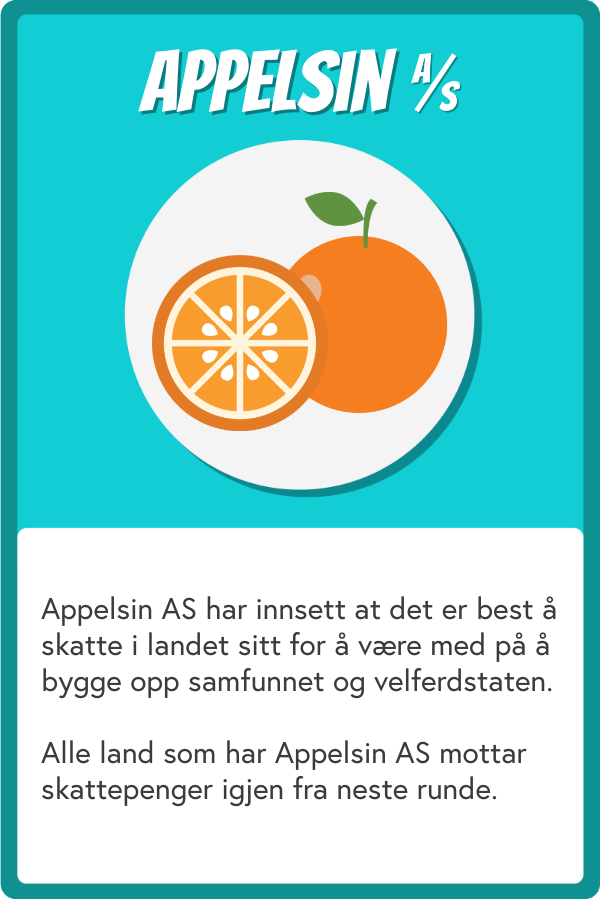 APPELSIN A/S
Appelsin AS har innsett at det er best å
skatte i landet sitt for å være med på å
bygge opp samfunnet og velferdstaten.
Alle land som har Appelsin AS mottar
skattepenger igjen fra neste runde.